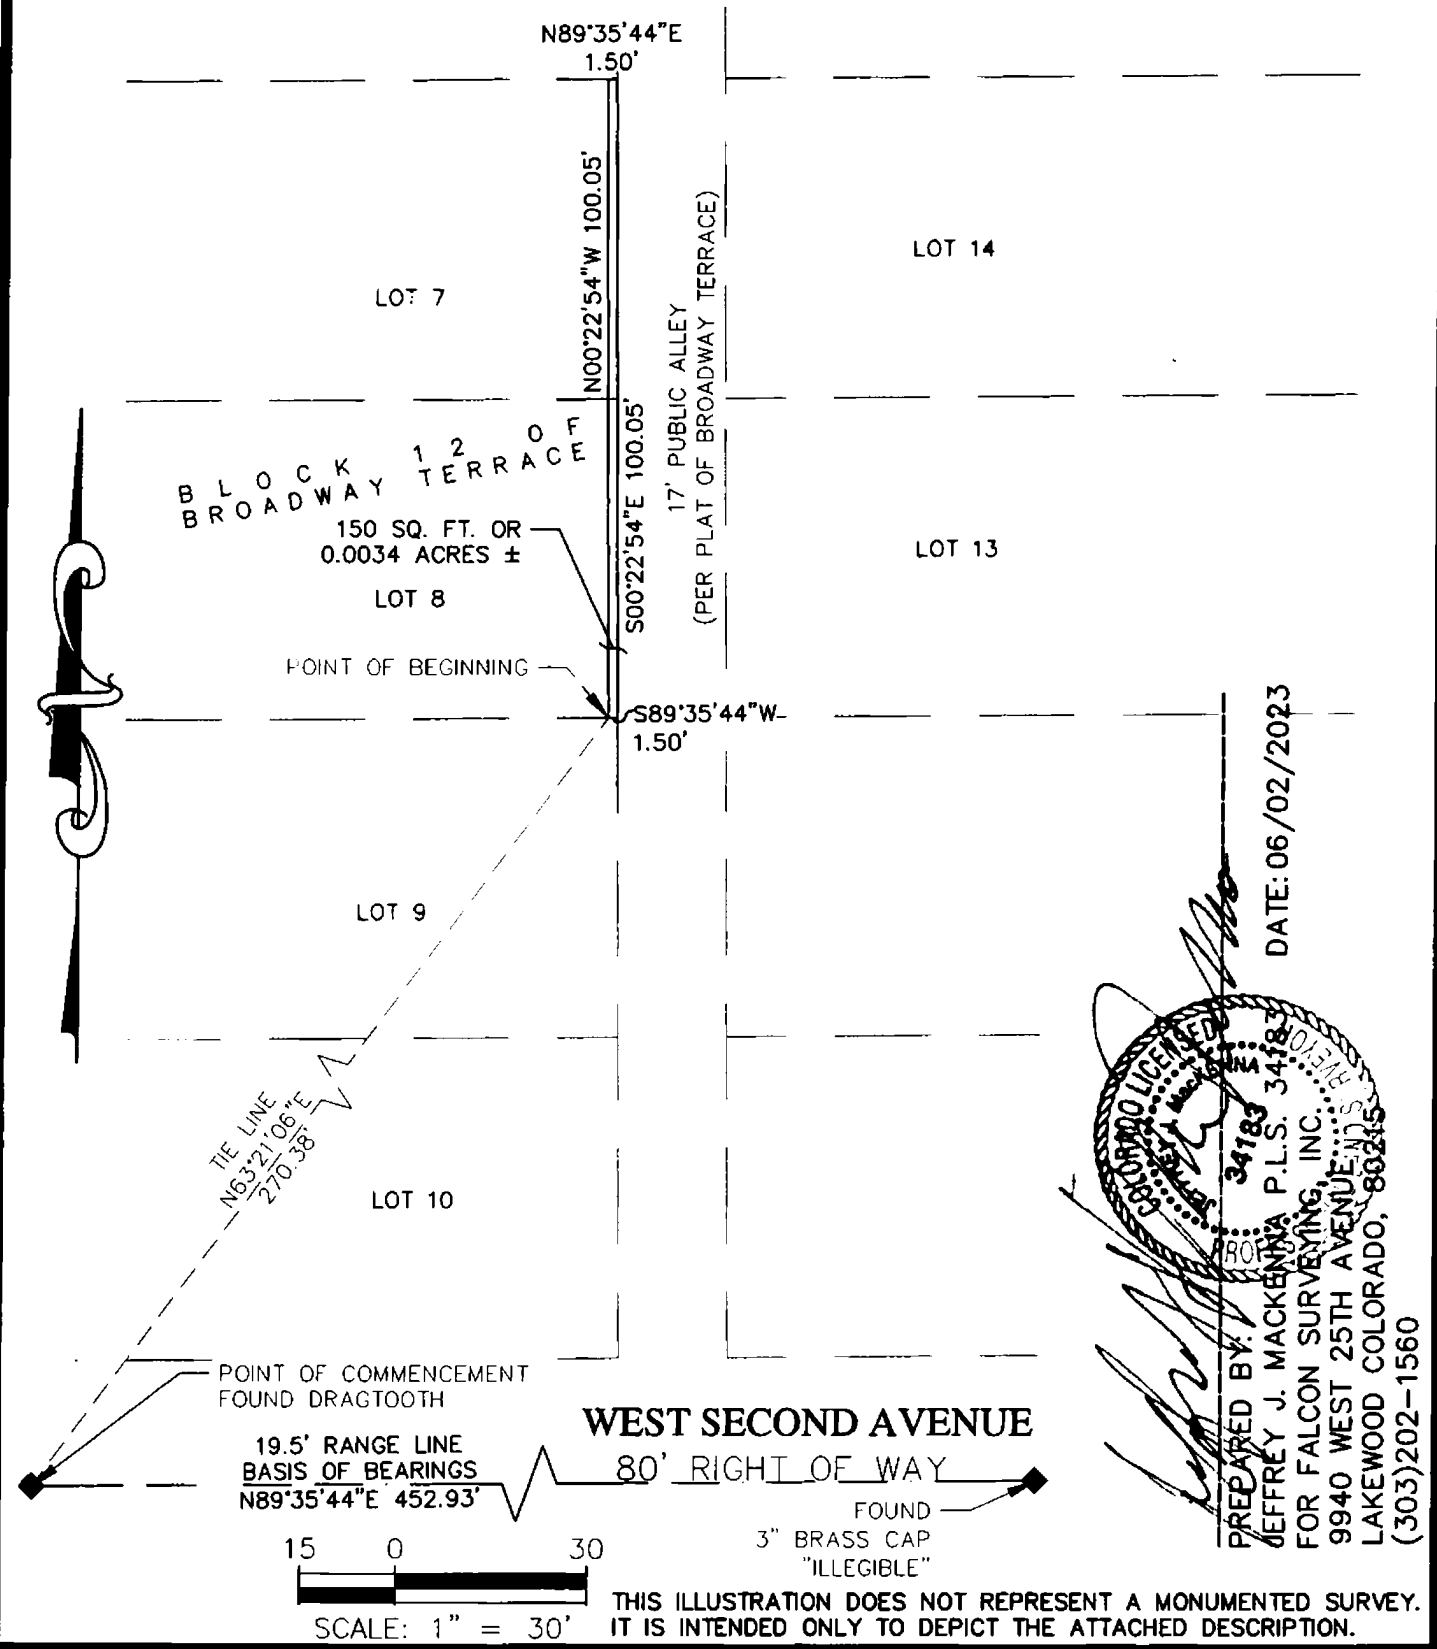 N89°35'44"E
1.50'
N00°22'54"W 100.05'
S00°22'54"E 100.05'
17' PUBLIC ALLEY
(PER PLAT OF BROADWAY TERRACE)
LOT 14
LOT 7
BLOCK 12 OF
BROADWAY TERRACE
150 SQ. FT. OR
0.0034 ACRES ±
LOT 13
LOT 8
POINT OF BEGINNING
S89°35'44"W
1.50'
LOT 9
TIE LINE
N63°21'06"E
270.38'
LOT 10
POINT OF COMMENCEMENT
FOUND DRAGTOOTH
19.5' RANGE LINE
BASIS OF BEARINGS
N89°35'44"E 452.93'
WEST SECOND AVENUE
80' RIGHT OF WAY
FOUND
3" BRASS CAP
"ILLEGIBLE"
15 0 30
SCALE: 1" = 30'
THIS ILLUSTRATION DOES NOT REPRESENT A MONUMENTED SURVEY.
IT IS INTENDED ONLY TO DEPICT THE ATTACHED DESCRIPTION.
PREPARED BY:
JEFFREY J. MACKENNA P.L.S. 34183 DATE: 06/02/2023
FOR FALCON SURVEYING, INC.
9940 WEST 25TH AVENUE
LAKEWOOD COLORADO, 80215
(303)202-1560
COLORADO LICENSED
JEFFREY J. MacKENNA
34183